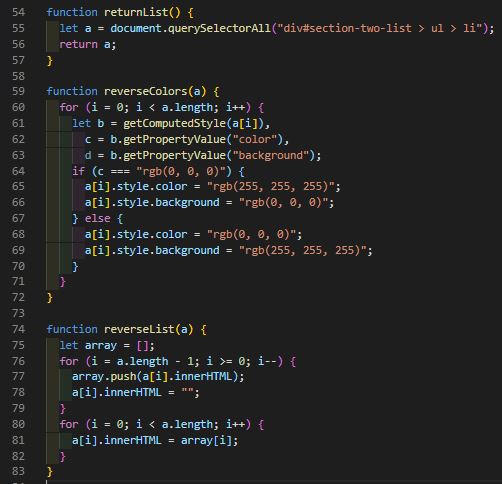 54 function returnList() {
55   let a = document.querySelectorAll("div#section-two-list > ul > li");
56   return a;
57 }
58
59 function reverseColors(a) {
60   for (i = 0; i < a.length; i++) {
61     let b = getComputedStyle(a[i]),
62       c = b.getPropertyValue("color"),
63       d = b.getPropertyValue("background");
64     if (c === "rgb(0, 0, 0)") {
65       a[i].style.color = "rgb(255, 255, 255)";
66       a[i].style.background = "rgb(0, 0, 0)";
67     } else {
68       a[i].style.color = "rgb(0, 0, 0)";
69       a[i].style.background = "rgb(255, 255, 255)";
70     }
71   }
72 }
73
74 function reverseList(a) {
75   let array = [];
76   for (i = a.length - 1; i >= 0; i--) {
77     array.push(a[i].innerHTML);
78     a[i].innerHTML = "";
79   }
80   for (i = 0; i < a.length; i++) {
81     a[i].innerHTML = array[i];
82   }
83 }